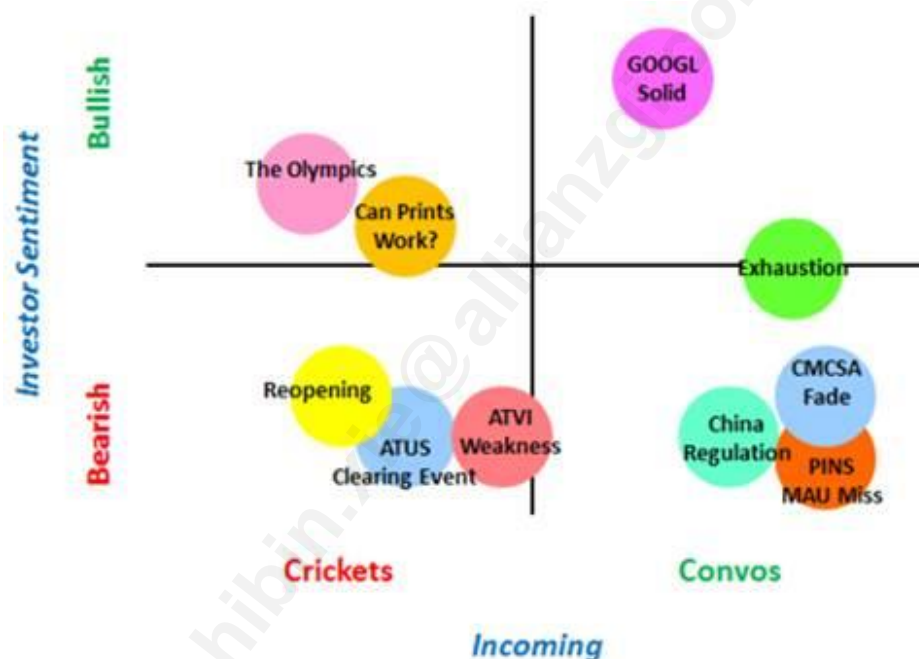 Investor Sentiment
Bullish
Bearish
GOOGL
Solid
The Olympics
Can Prints
Work?
Exhaustion
Reopening
ATUS
Clearing Event
ATVI
Weakness
China
Regulation
CMCSA
Fade
PINS
MAU Miss
Crickets
Convos
Incoming